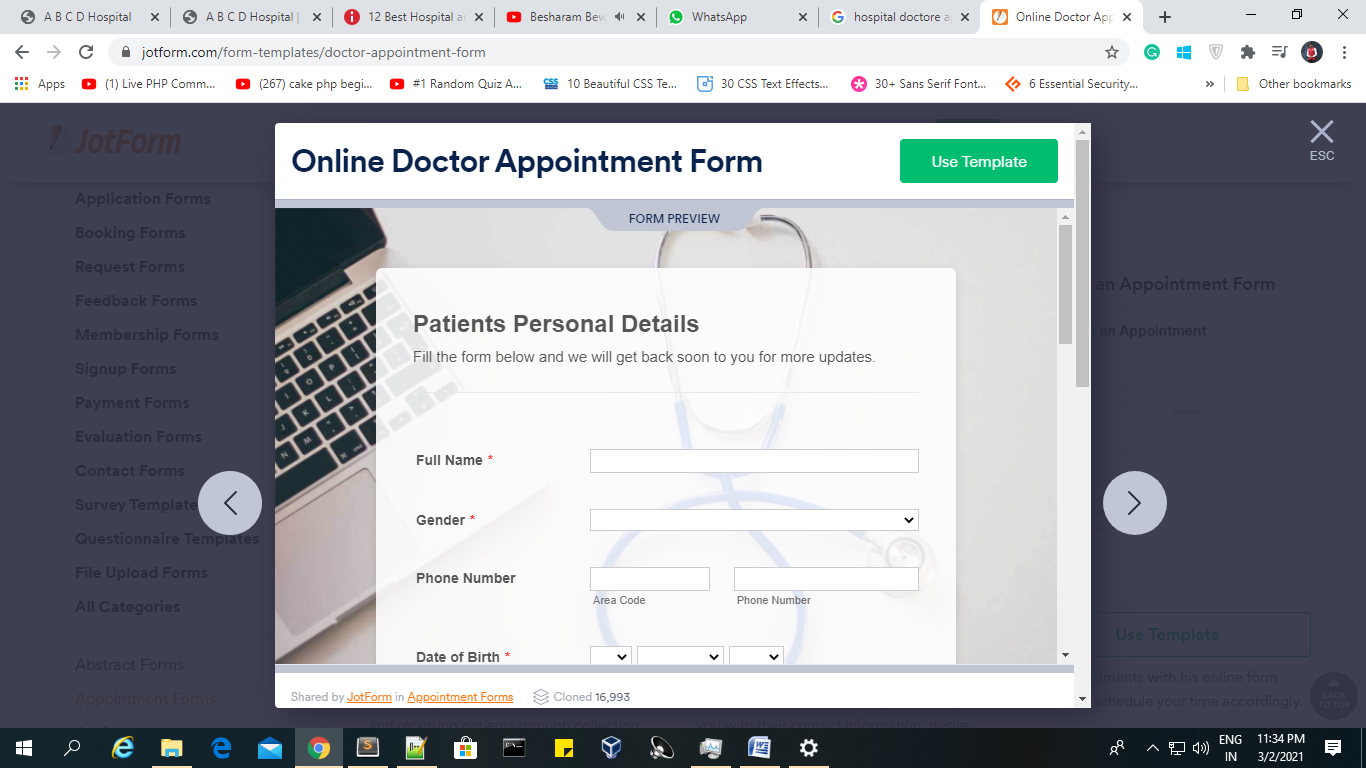 A B C D Hospital
A B C D Hospital |
12 Best Hospital a
Besharam Bew
WhatsApp
hospital doctore a
Online Doctor App
jotform.com/form-templates/doctor-appointment-form
Apps
(1) Live PHP Comm...
(267) cake php begi...
#1 Random Quiz A...
10 Beautiful CSS Te...
30 CSS Text Effects...
30+ Sans Serif Font...
6 Essential Security...
»
Other bookmarks
JotForm
ESC
Application Forms
Booking Forms
Request Forms
Feedback Forms
Membership Forms
Signup Forms
Payment Forms
Evaluation Forms
Contact Forms
Survey Template
Questionnaire Templates
File Upload Forms
All Categories
Abstract Forms
Appointment Forms
Online Doctor Appointment Form
Use Template
FORM PREVIEW
Patients Personal Details
Fill the form below and we will get back soon to you for more updates.
Full Name *
Gender *
Phone Number
Area Code
Phone Number
Date of Birth *
Shared by JotForm in Appointment Forms
Cloned 16,993
an Appointment Form
an Appointment
Use Template
ntments with his online form
schedule your time accordingly.
BACK
TO TOP
and recurring patients through collecting
ENG
IN
11:34 PM
3/2/2021